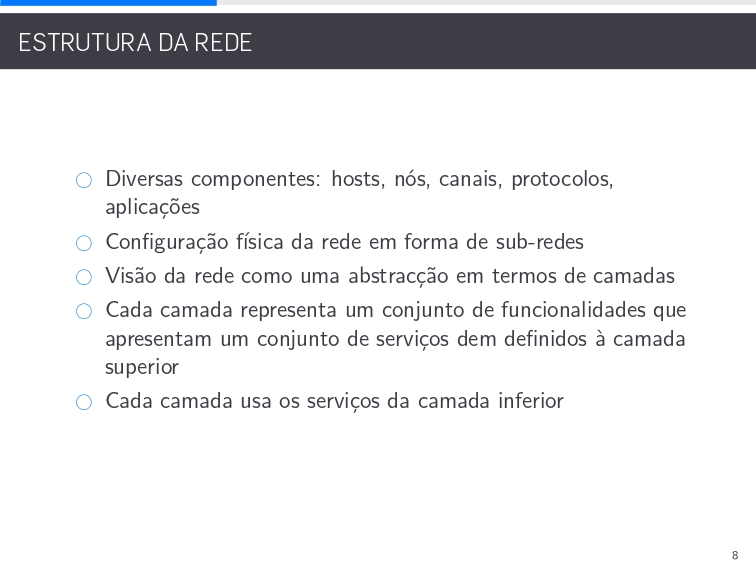 ESTRUTURA DA REDE
Diversas componentes: hosts, nós, canais, protocolos,
aplicações
Configuração física da rede em forma de sub-redes
Visão da rede como uma abstracção em termos de camadas
Cada camada representa um conjunto de funcionalidades que
apresentam um conjunto de serviços dem definidos à camada
superior
Cada camada usa os serviços da camada inferior
8